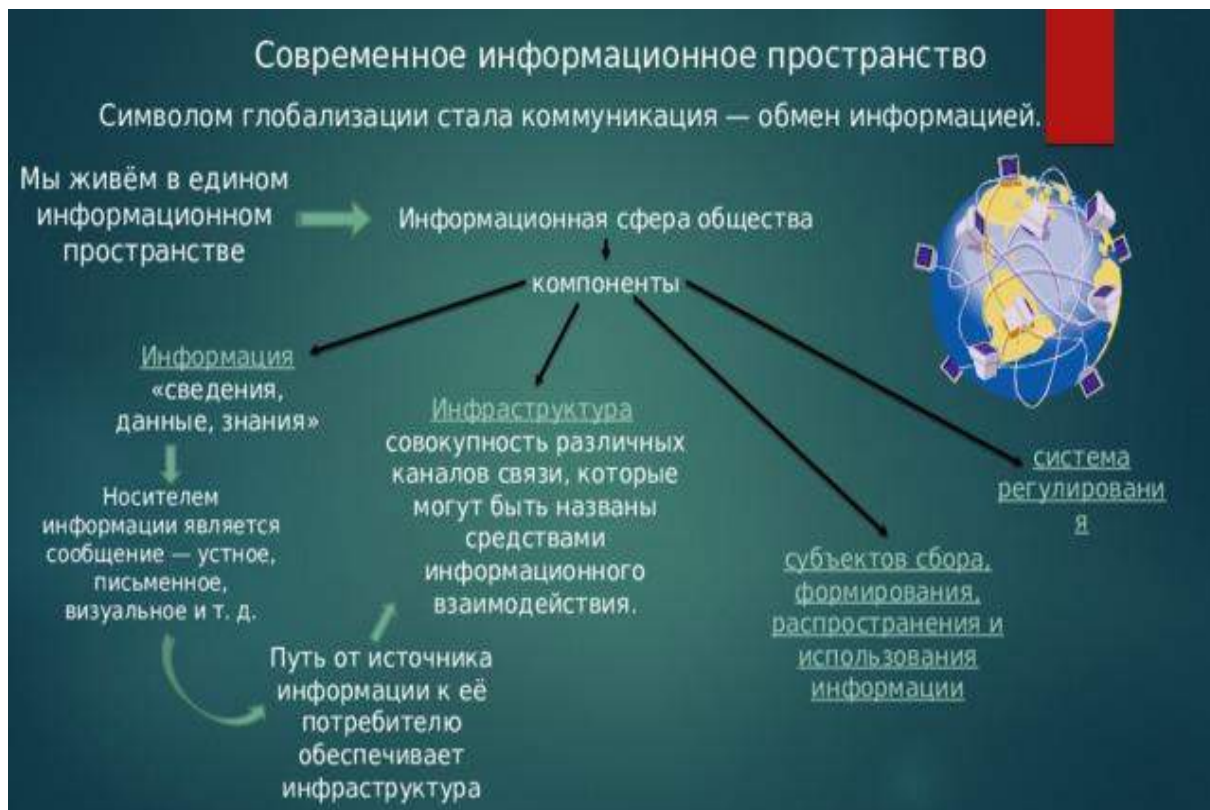 Современное информационное пространство
Символом глобализации стала коммуникация — обмен информацией.
Мы живём в едином
информационном
пространстве
Информационная сфера общества
компоненты
Информация
«сведения,
данные, знания»
Носителем
информации является
сообщение — устное,
письменное,
визуальное и т. д.
Путь от источника
информации к её
потребителю
обеспечивает
инфраструктура
Инфраструктура
совокупность различных
каналов связи, которые
могут быть названы
средствами
информационного
взаимодействия.
субъектов сбора,
формирования,
распространения и
использования
информации
система
регулировани
я